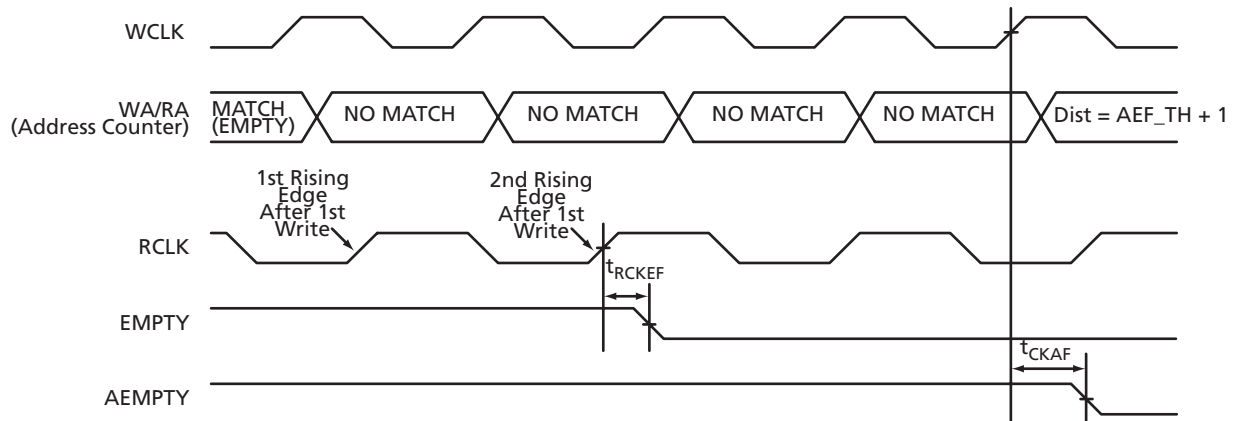 WCLK
WA/RA
(Address Counter)
MATCH
(EMPTY)
NO MATCH
NO MATCH
NO MATCH
NO MATCH
Dist = AEF_TH + 1
1st Rising
Edge
After 1st
Write
2nd Rising
Edge
After 1st
Write
RCLK
tRCKEF
EMPTY
tCKAF
AEMPTY